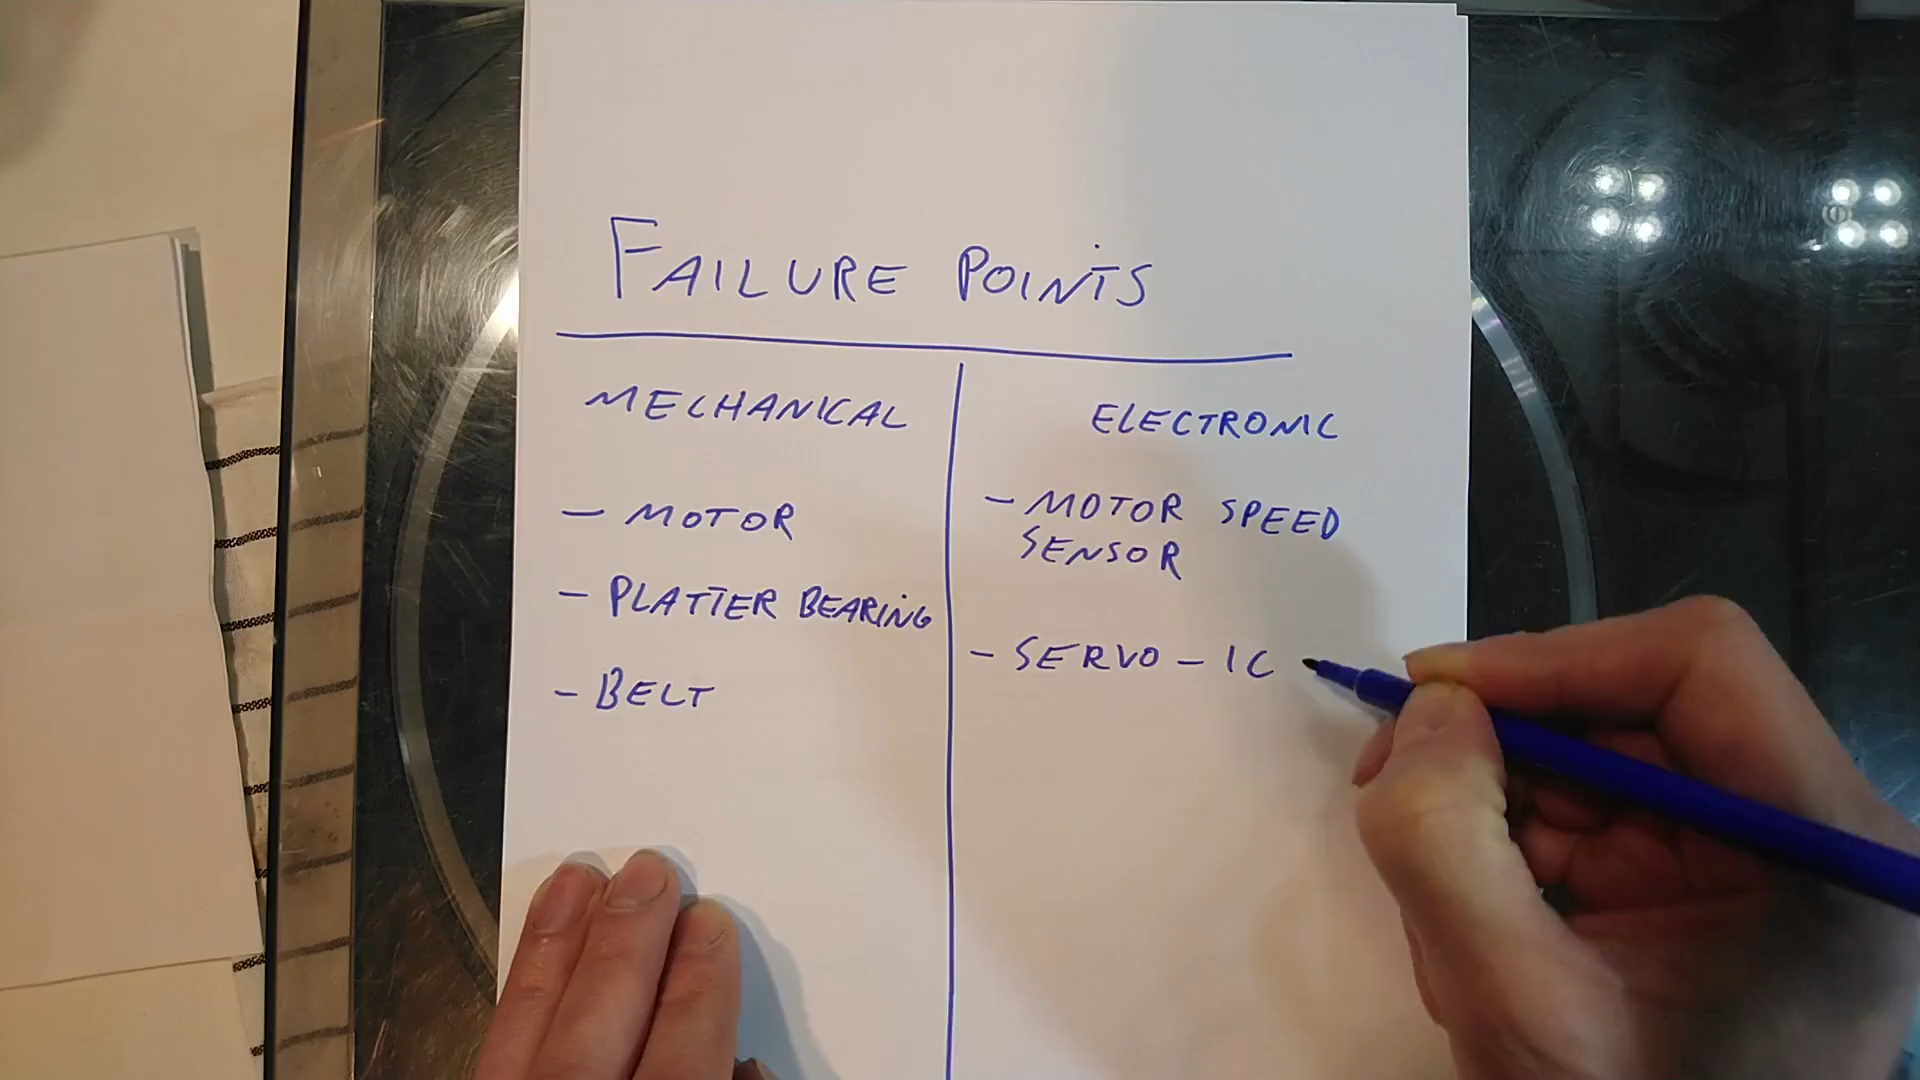 FAILURE POINTS
MECHANICAL
- MOTOR
- PLATTER BEARING
- BELT
ELECTRONIC
- MOTOR SPEED
SENSOR
- SERVO - IC